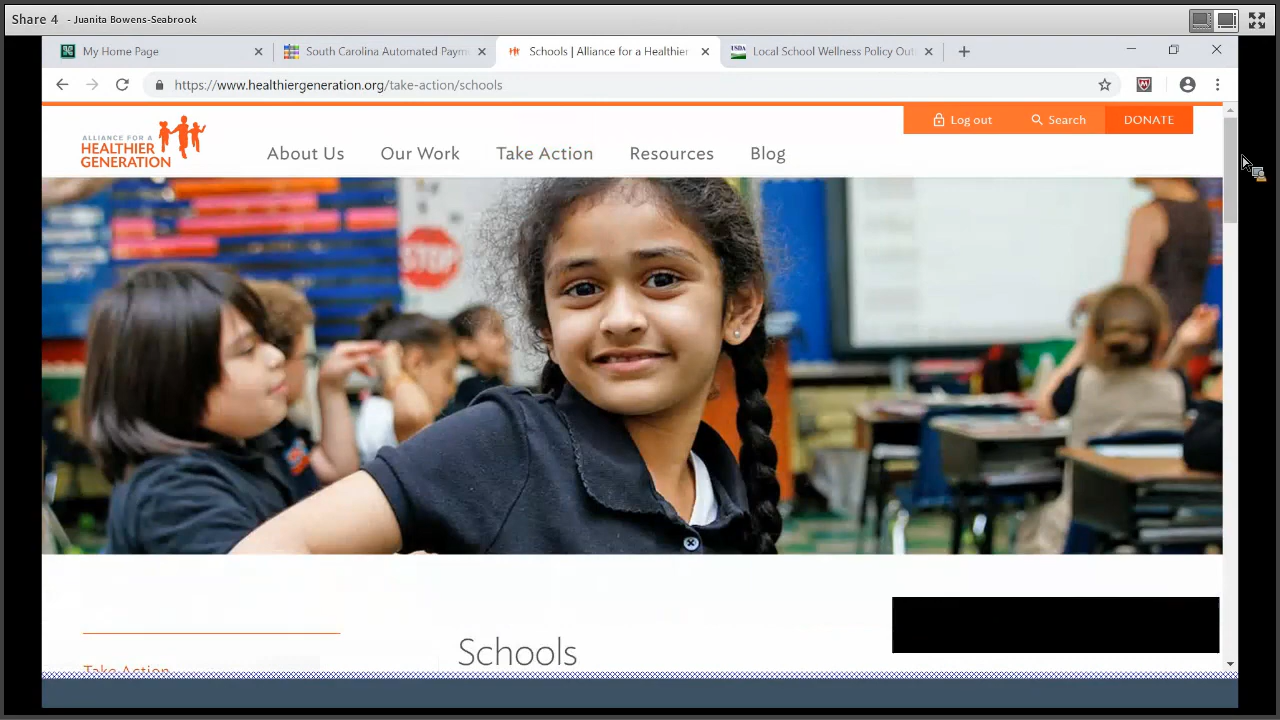 Share 4 - Juanita Bowens-Seabrook
My Home Page
South Carolina Automated Paym
Schools | Alliance for a Healthier
USDA Local School Wellness Policy Out
https://www.healthiergeneration.org/take-action/schools
Log out
Search
DONATE
ALLIANCE FOR A
HEALTHIER
GENERATION
About Us
Our Work
Take Action
Resources
Blog
STOP
Schools
Take Action